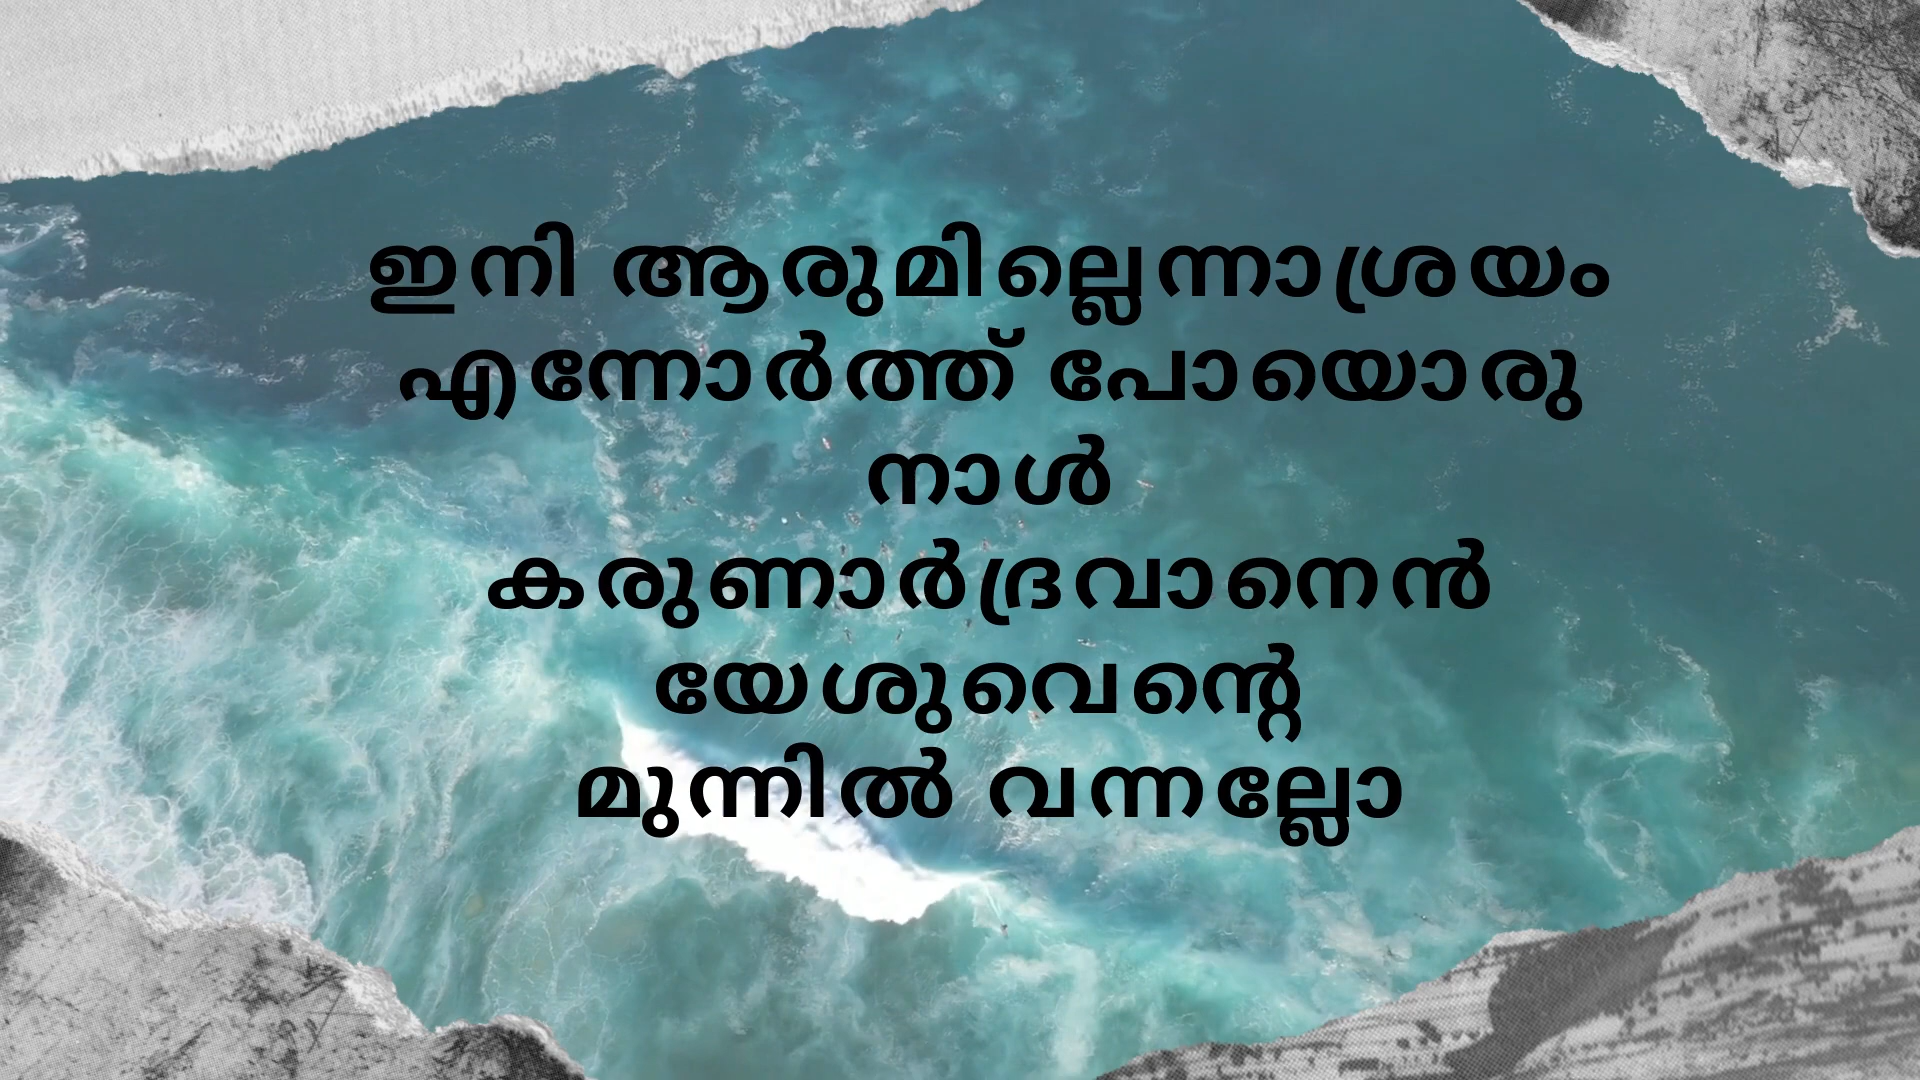 ഇനി ആരുമില്ലെന്നാശ്രയം
എന്നോർത്ത് പോയൊരു
നാൾ
കരുണാർദ്രവാനെൻ
യേശുവെന്റെ
മുന്നിൽ വന്നല്ലോ